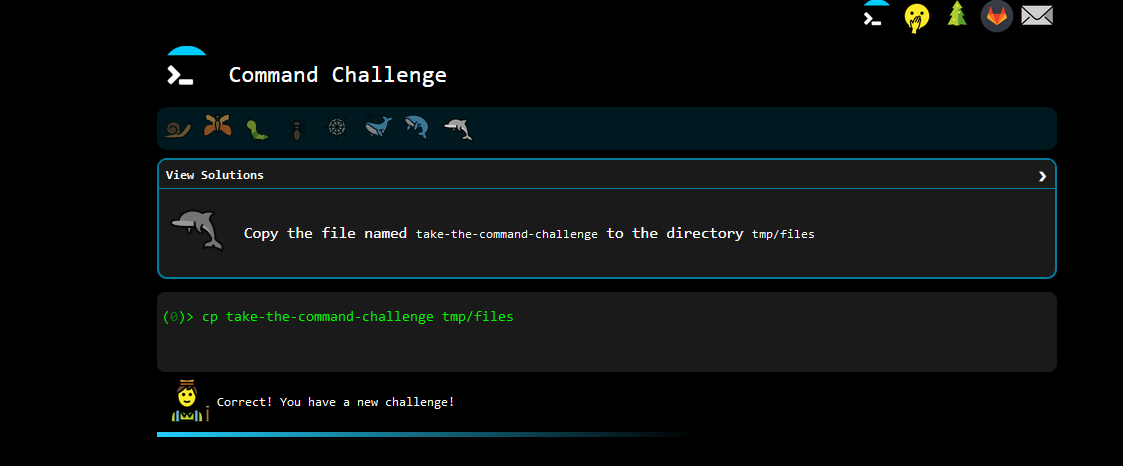 Command Challenge
View Solutions
Copy the file named take-the-command-challenge to the directory tmp/files
(0)> cp take-the-command-challenge tmp/files
Correct! You have a new challenge!